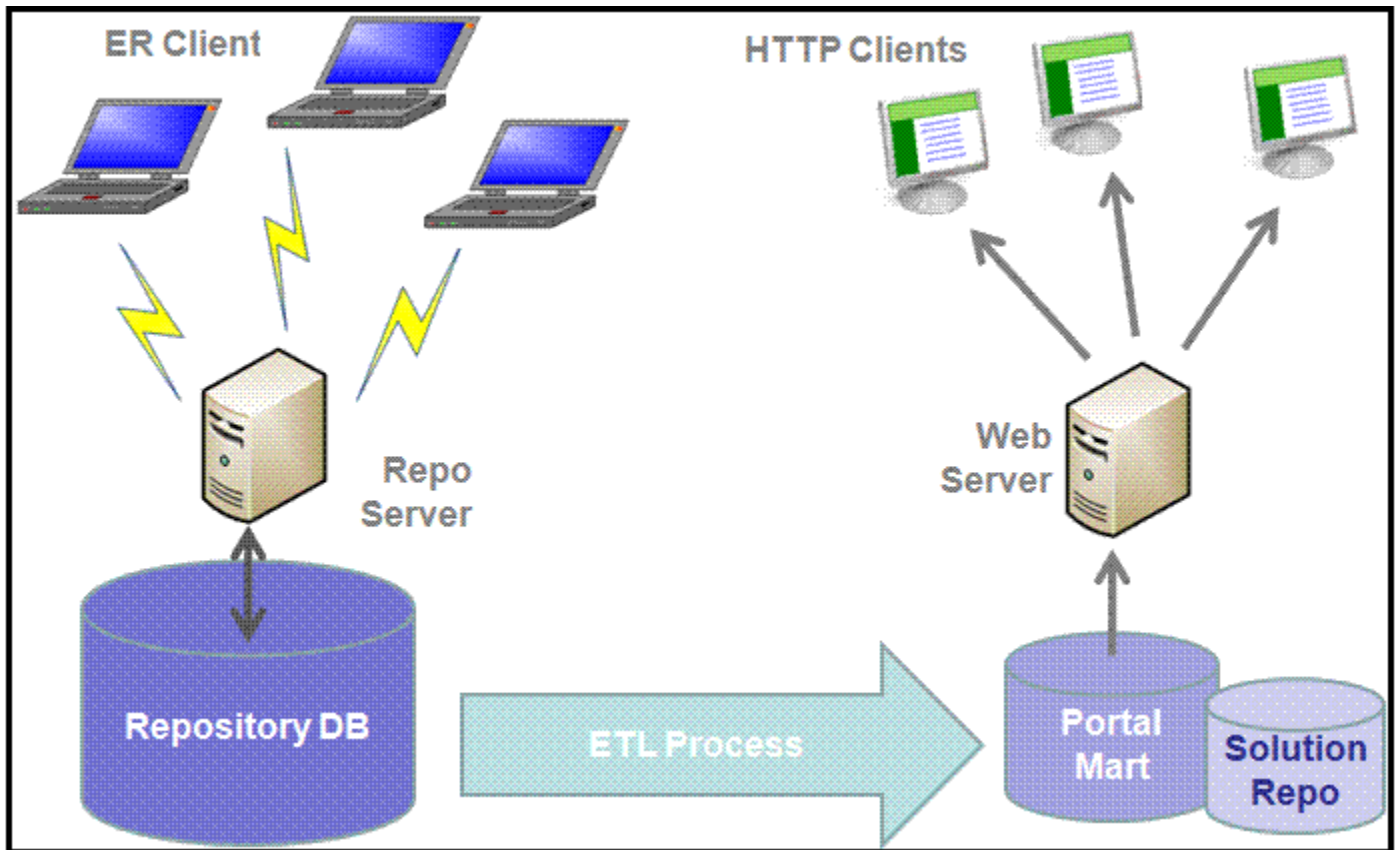 ER Client
HTTP Clients
Repo
Server
Web
Server
Repository DB
ETL Process
Portal
Mart
Solution
Repo